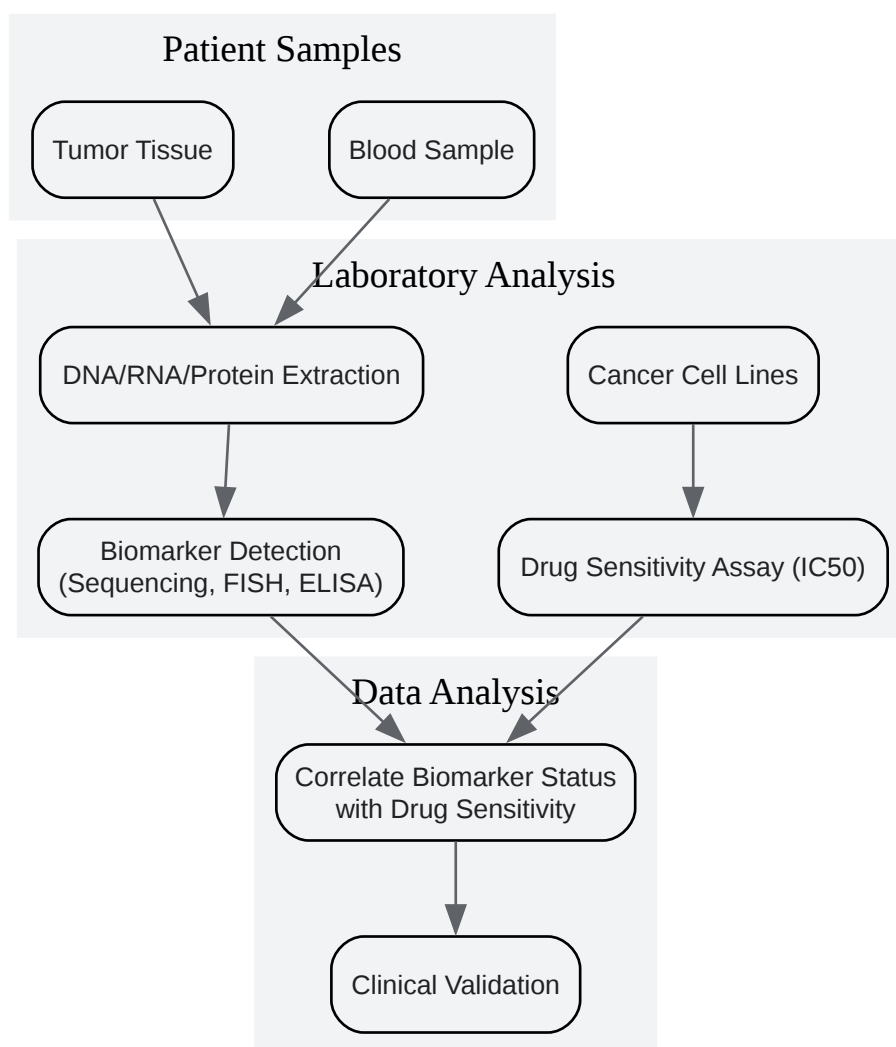 Patient Samples
Tumor Tissue
Blood Sample
Laboratory Analysis
DNA/RNA/Protein Extraction
Cancer Cell Lines
Biomarker Detection
(Sequencing, FISH, ELISA)
Drug Sensitivity Assay (IC50)
Data Analysis
Correlate Biomarker Status
with Drug Sensitivity
Clinical Validation